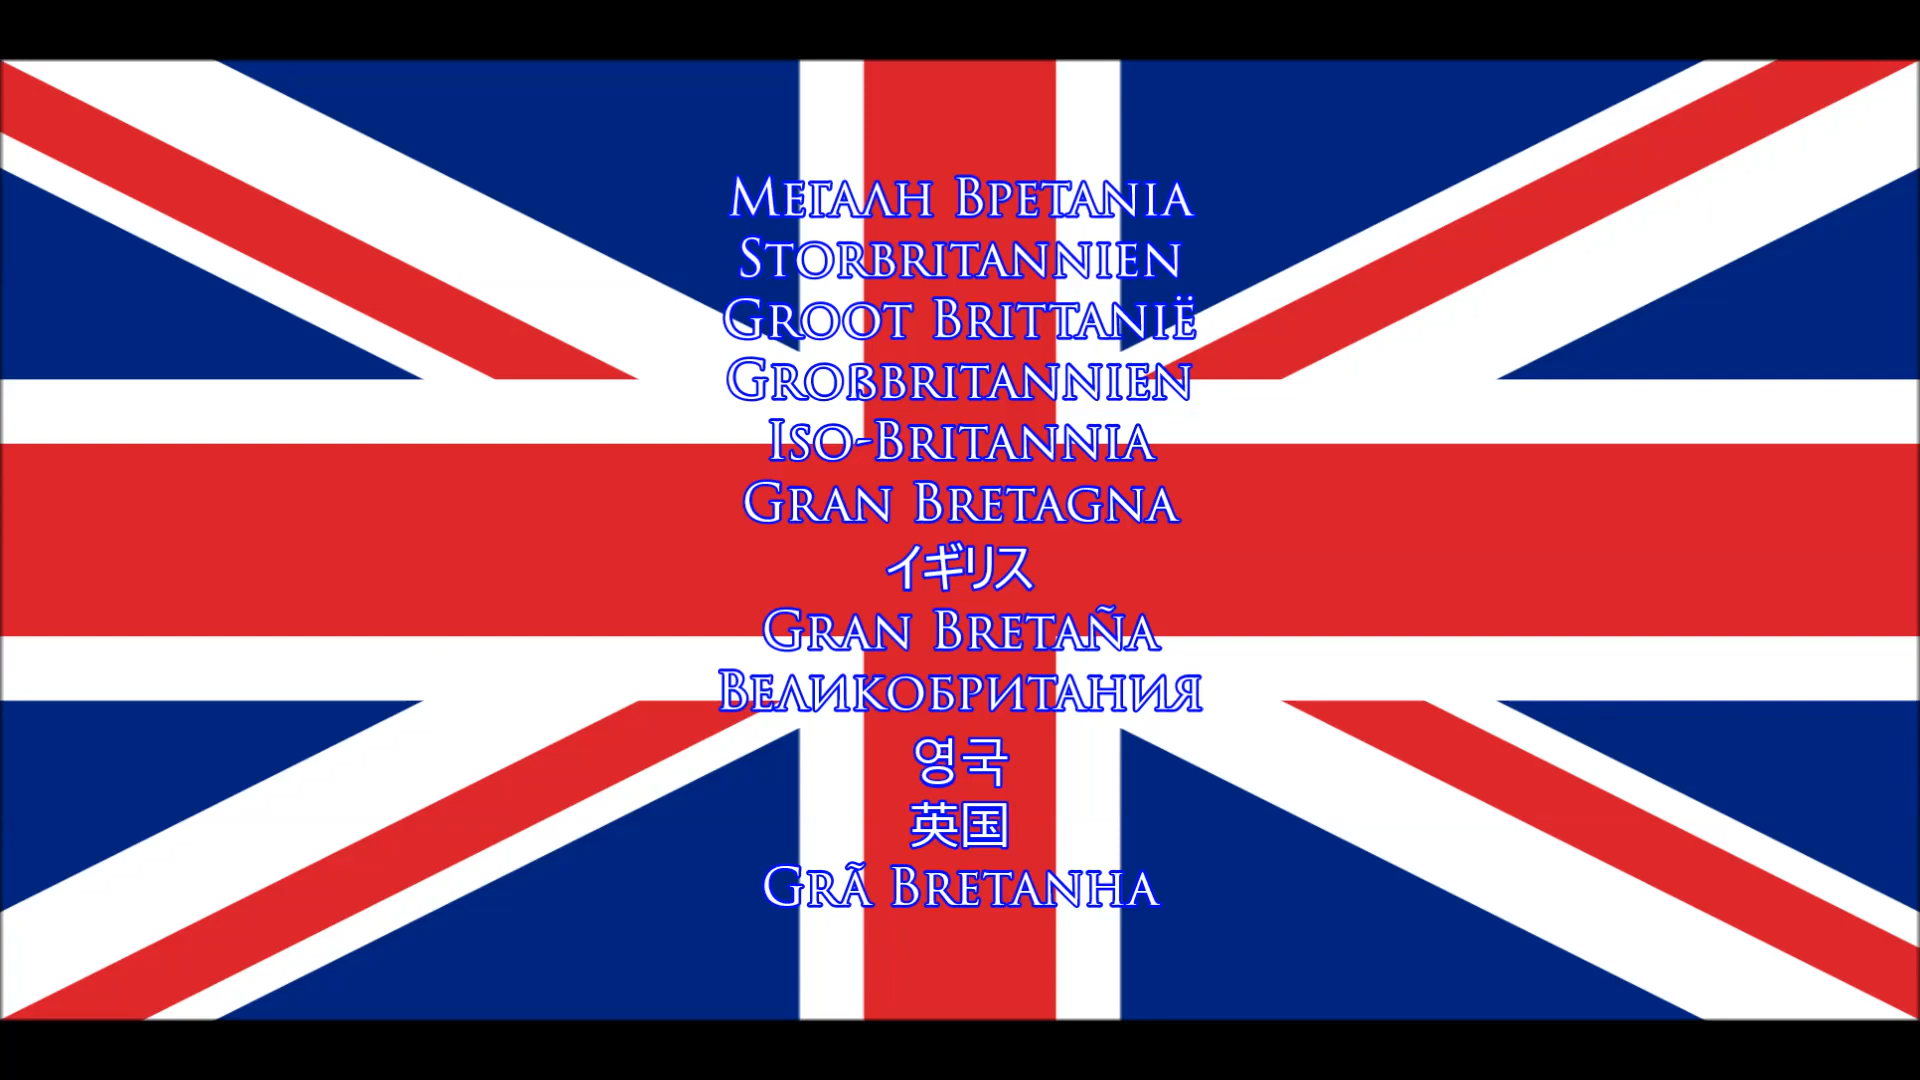 Μεγαλη Βρετανια
Storbritannien
Groot Brittanië
Großbritannien
Iso-Britannia
Gran Bretagna
イギリス
Gran Bretaña
Великобритания
영국
英国
Grã Bretanha